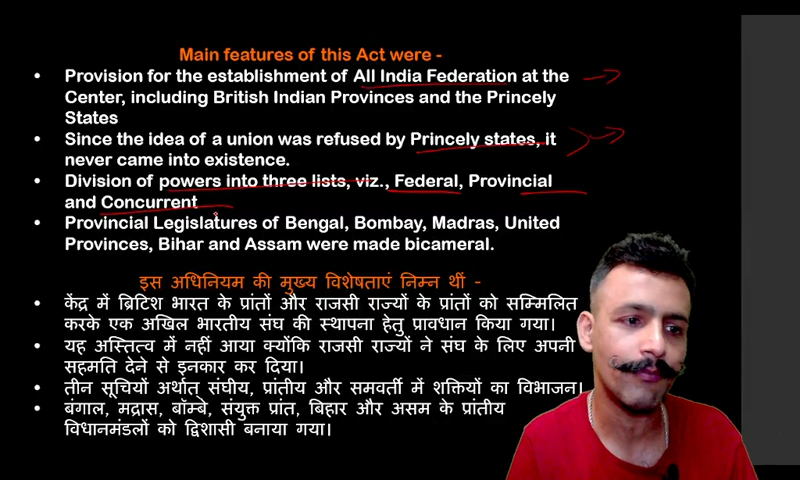 Main features of this Act were -
• Provision for the establishment of All India Federation at the
Center, including British Indian Provinces and the Princely
States
• Since the idea of a union was refused by Princely states, it
never came into existence.
• Division of powers into three lists, viz., Federal, Provincial
and Concurrent
• Provincial Legislatures of Bengal, Bombay, Madras, United
Provinces, Bihar and Assam were made bicameral.
इस अधिनियम की मुख्य विशेषताएं निम्न थीं -
• केंद्र में ब्रिटिश भारत के प्रांतों और राजसी राज्यों के प्रांतों को सम्मिलित
करके एक अखिल भारतीय संघ की स्थापना हेतु प्रावधान किया गया।
• यह अस्तित्व में नहीं आया क्योंकि राजसी राज्यों ने संघ के लिए अपनी
सहमति देने से इनकार कर दिया।
• तीन सूचियों अर्थात् संघीय, प्रांतीय और समवर्ती में शक्तियों का विभाजन।
• बंगाल, मद्रास, बॉम्बे, संयुक्त प्रांत, बिहार और असम के प्रांतीय
विधानमंडलों को द्विशासी बनाया गया।